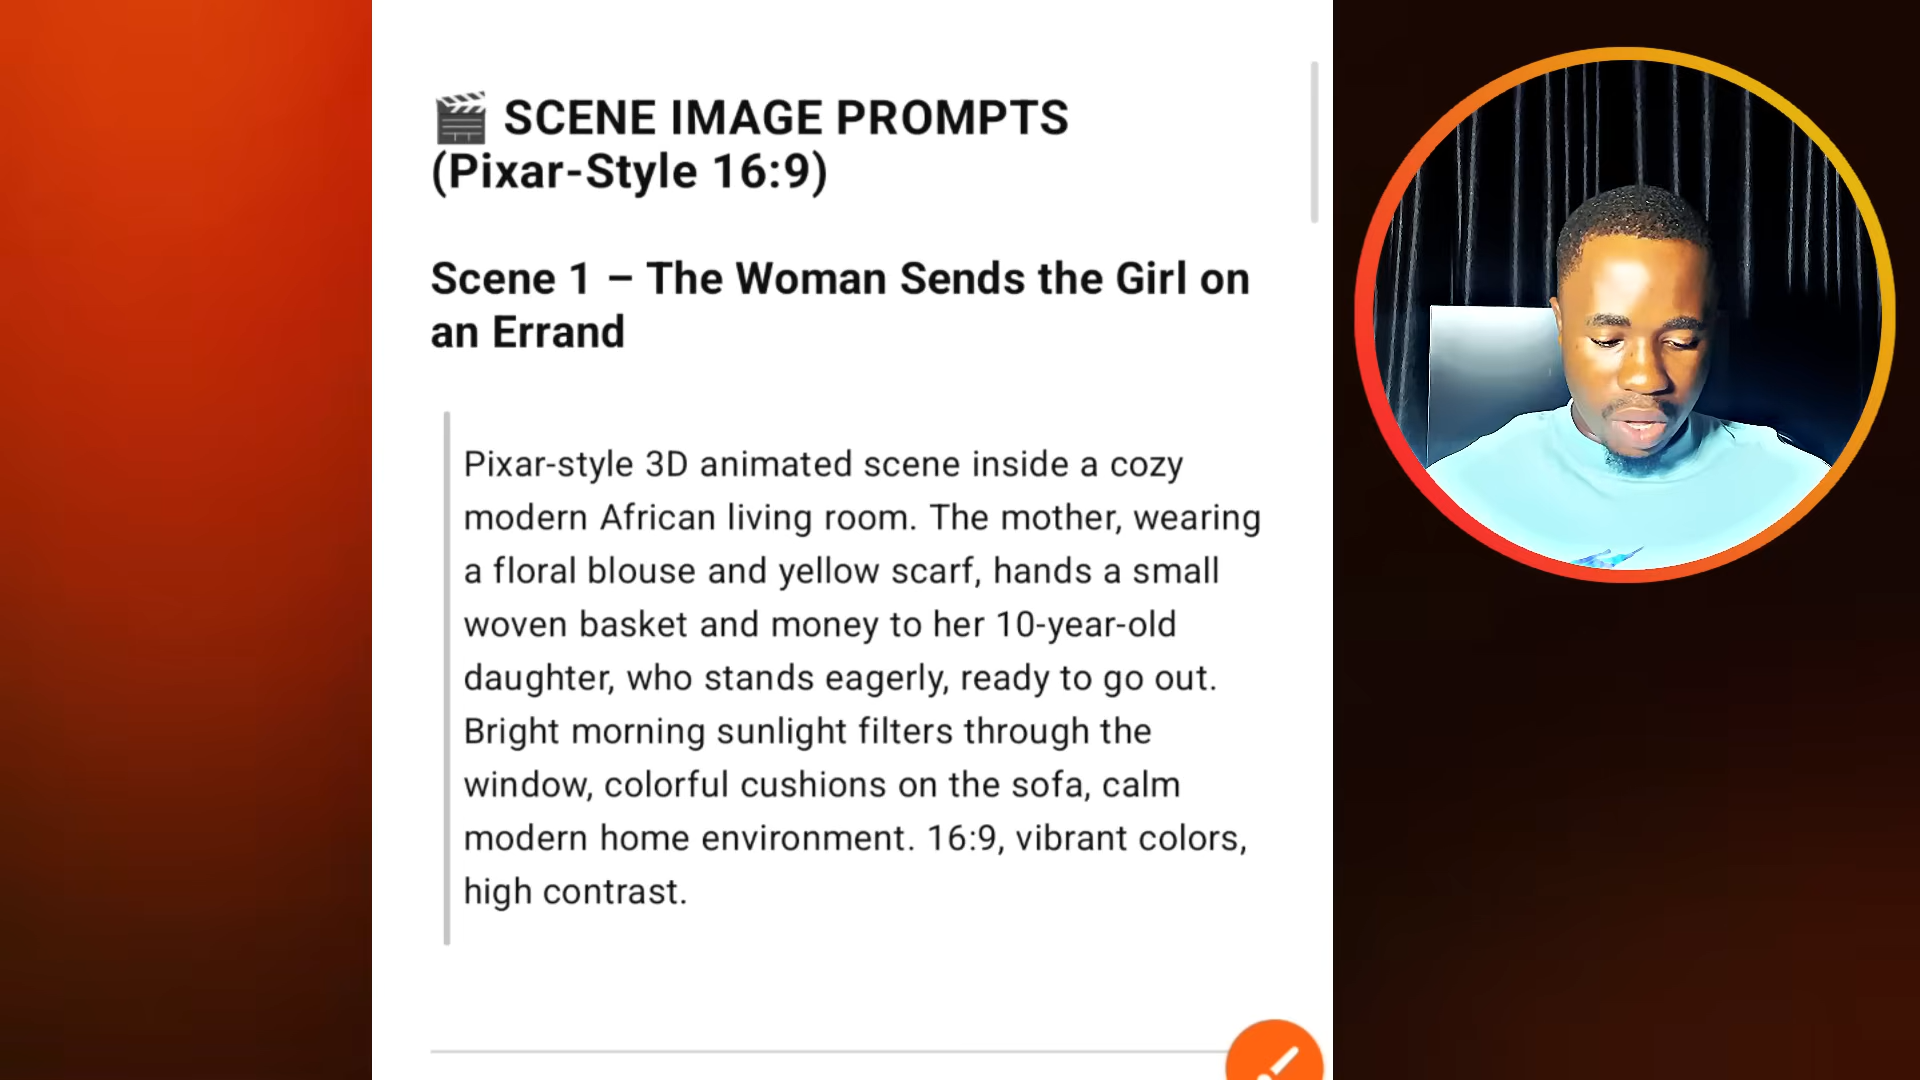 🎬 SCENE IMAGE PROMPTS
(Pixar-Style 16:9)
Scene 1 – The Woman Sends the Girl on
an Errand
Pixar-style 3D animated scene inside a cozy
modern African living room. The mother, wearing
a floral blouse and yellow scarf, hands a small
woven basket and money to her 10-year-old
daughter, who stands eagerly, ready to go out.
Bright morning sunlight filters through the
window, colorful cushions on the sofa, calm
modern home environment. 16:9, vibrant colors,
high contrast.